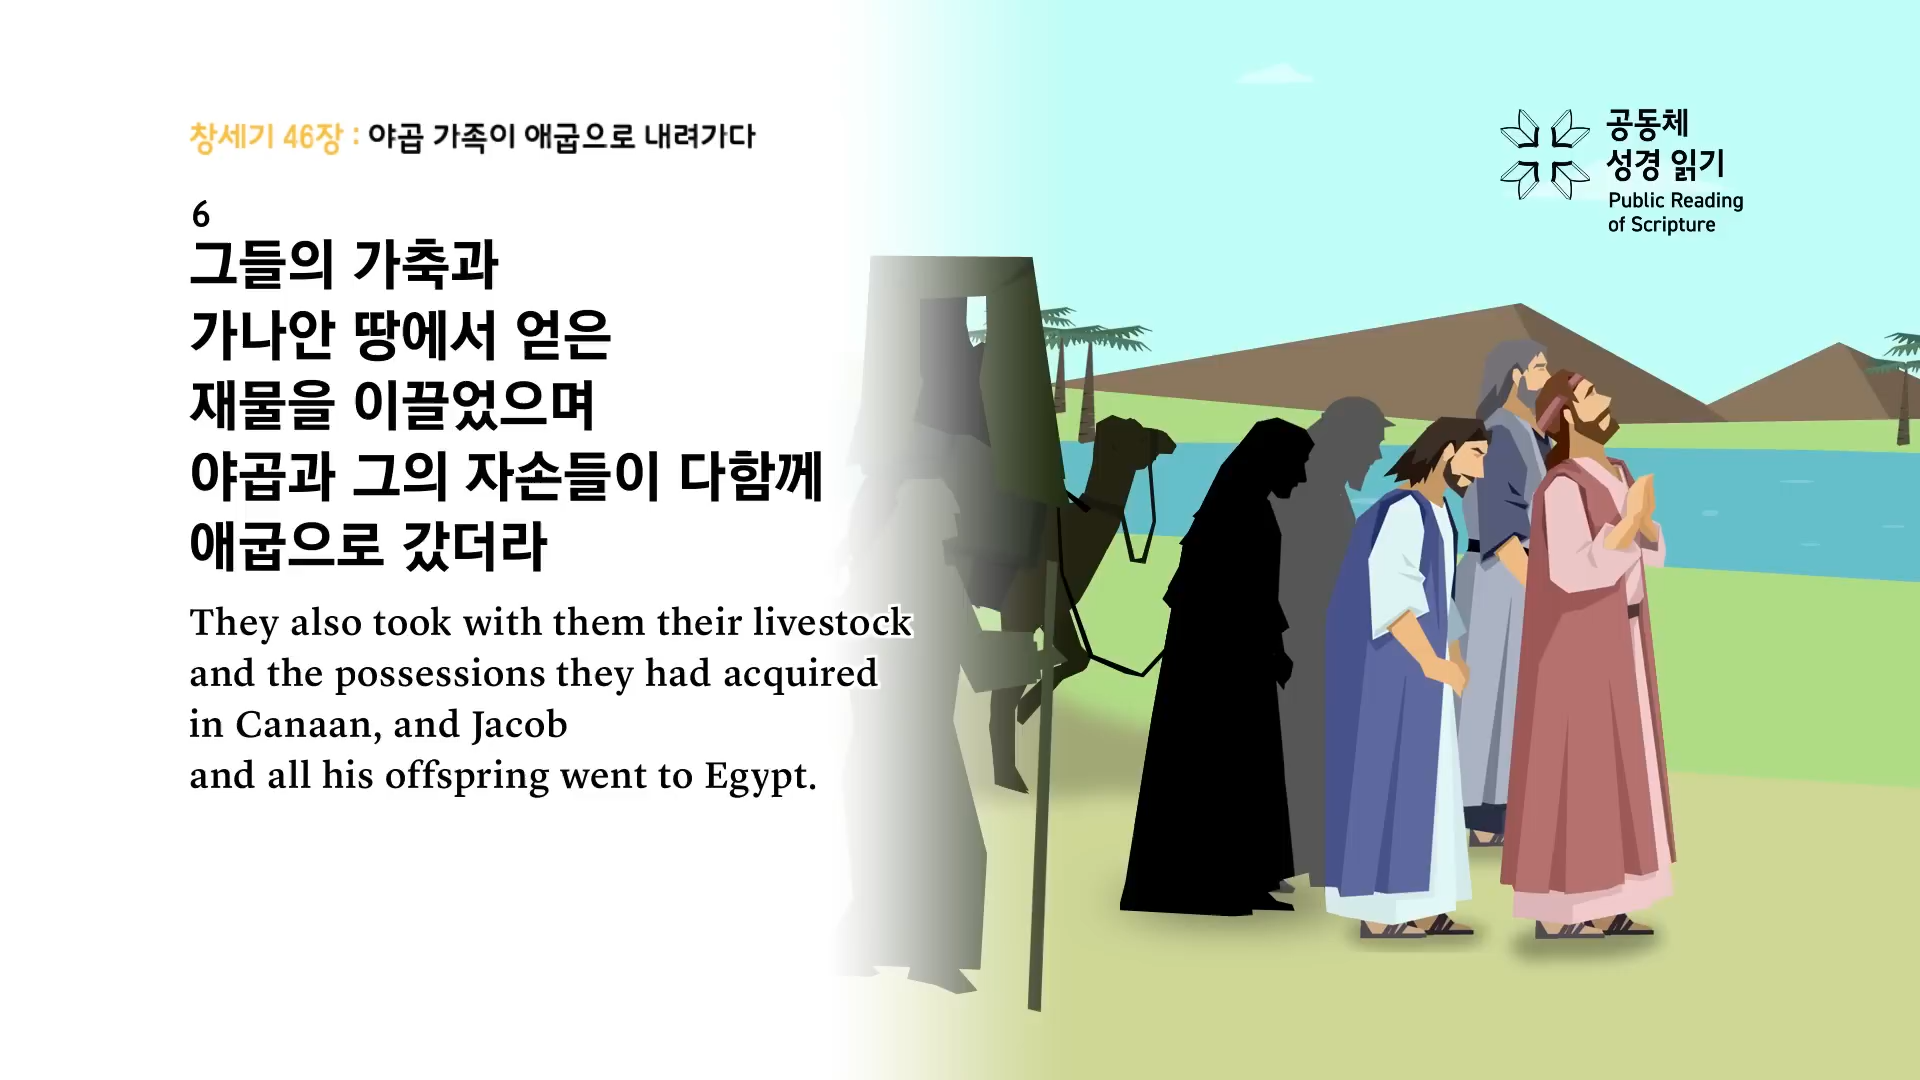 창세기 46장 : 야곱 가족이 애굽으로 내려가다
6
그들의 가축과
가나안 땅에서 얻은
재물을 이끌었으며
야곱과 그의 자손들이 다함께
애굽으로 갔더라
They also took with them their livestock
and the possessions they had acquired
in Canaan, and Jacob
and all his offspring went to Egypt.
공동체
성경 읽기
Public Reading
of Scripture